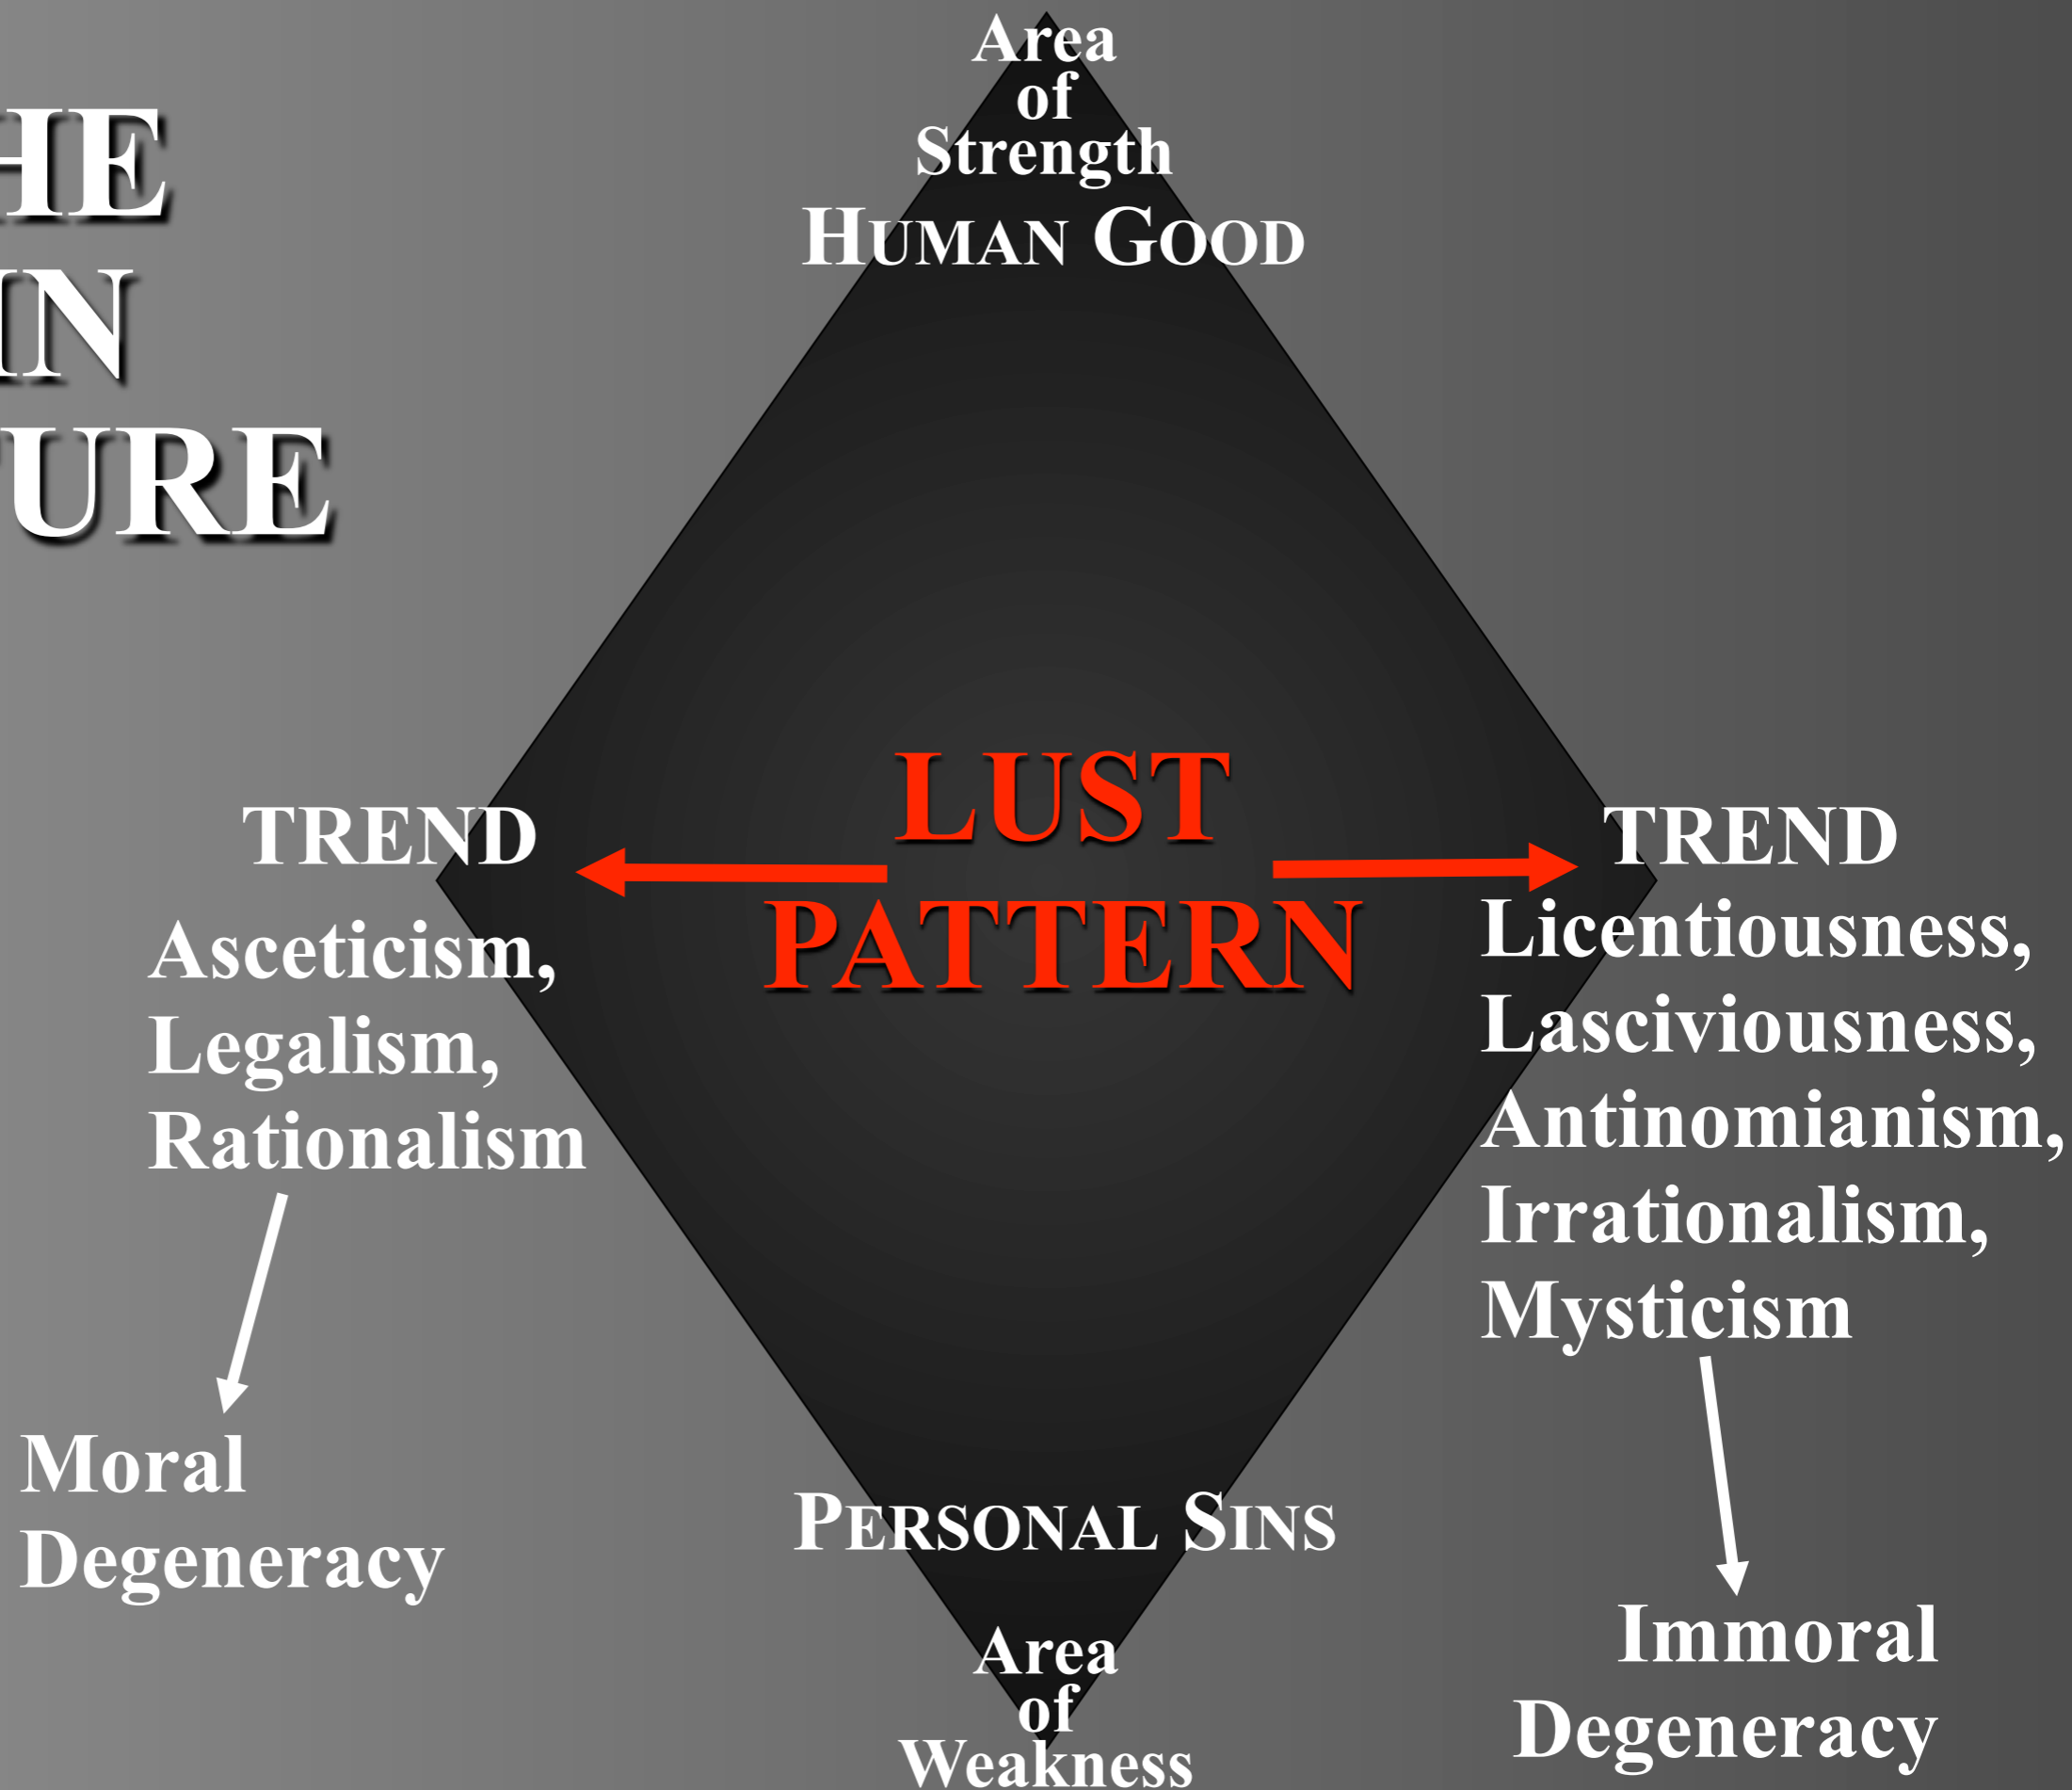 HE
IN
TURE
Area
of
Strength
HUMAN GOOD
LUST
PATTERN
TREND
Asceticism,
Legalism,
Rationalism
Moral
Degeneracy
TREND
Licentiousness,
Lasciviousness,
Antinomianism,
Irrationalism,
Mysticism
Immoral
Degeneracy
PERSONAL SINS
Area
of
Weakness